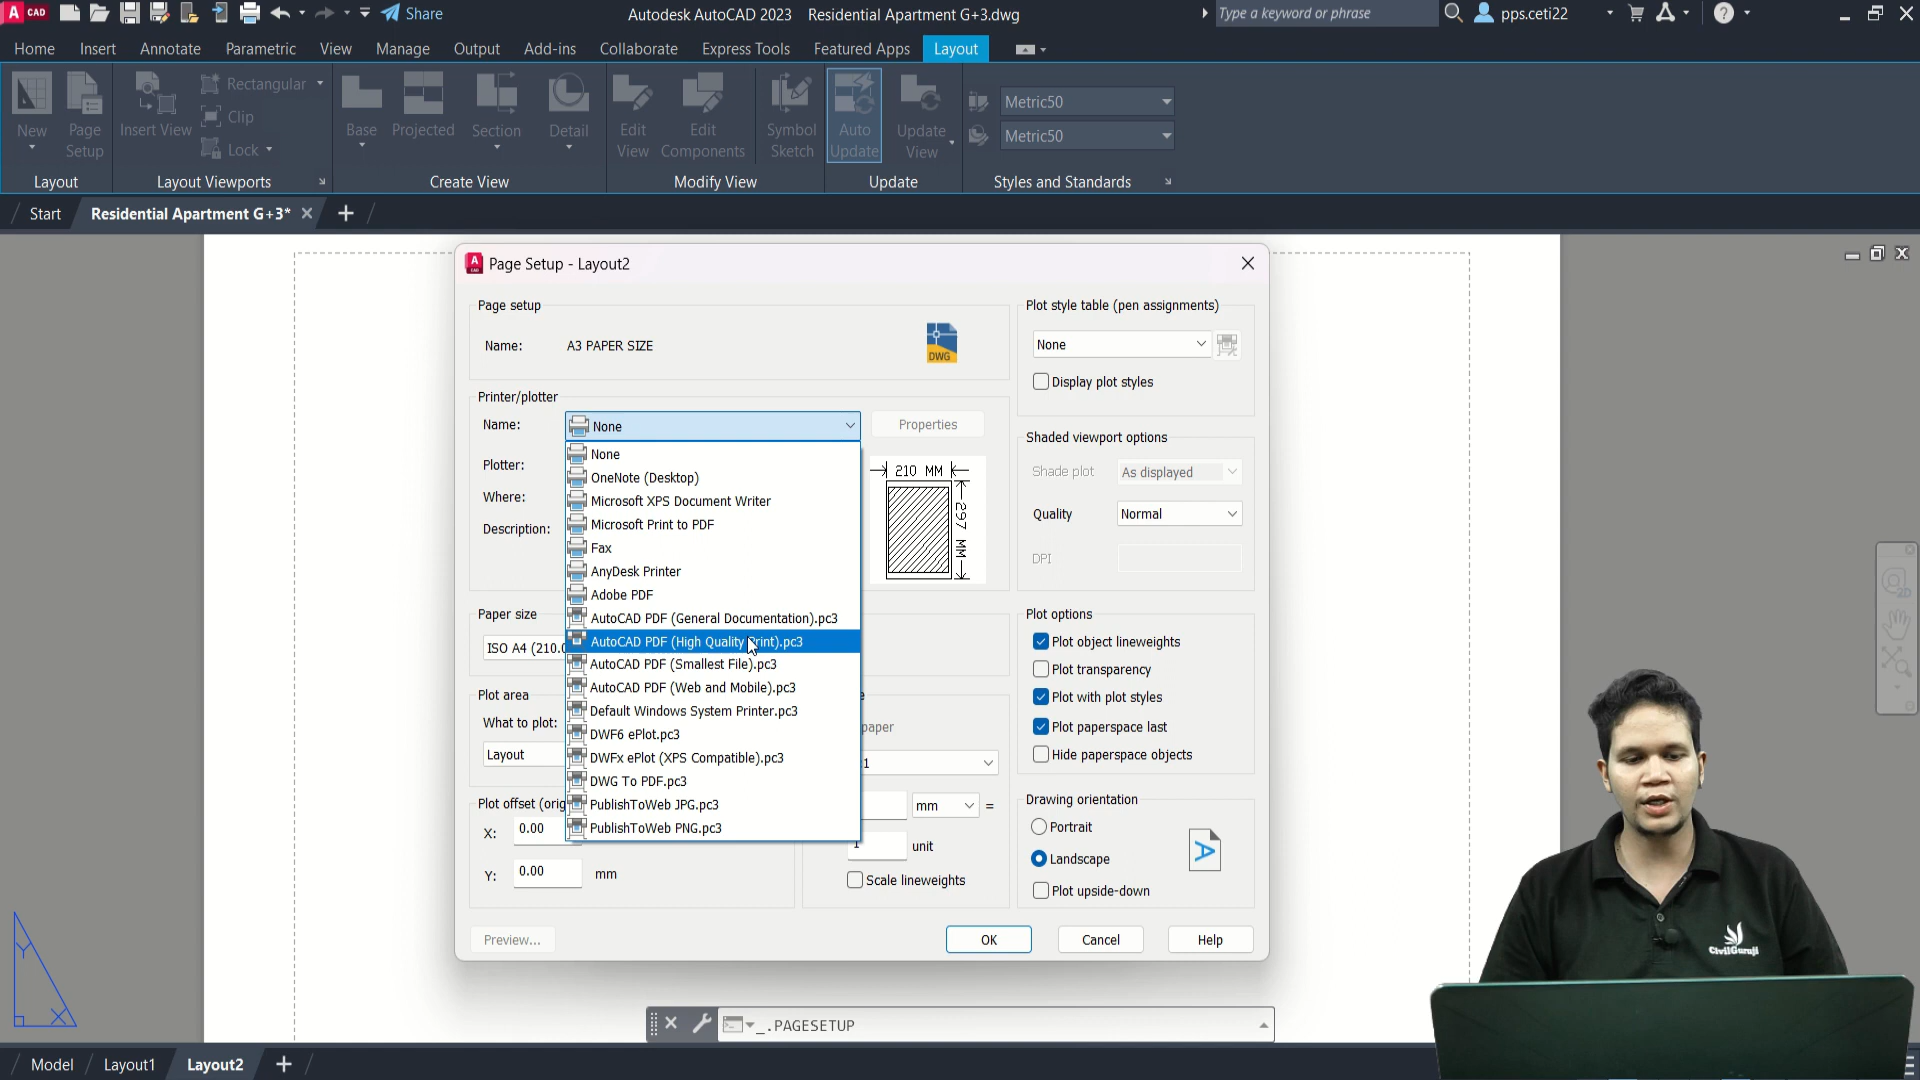 CAD
Share
Autodesk AutoCAD 2023 Residential Apartment G+3.dwg
Type a keyword or phrase
pps.ceti22
Home Insert Annotate Parametric View Manage Output Add-ins Collaborate Express Tools Featured Apps Layout
New
Page Setup
Insert View
Rectangular
Clip
Lock
Base
Projected
Section
Detail
Edit View
Edit Components
Symbol Sketch
Auto Update
Update View
Metric50
Metric50
Layout Layout Viewports Create View Modify View Update Styles and Standards
Start Residential Apartment G+3*
Page Setup - Layout2
Page setup
Name: A3 PAPER SIZE
DWG
Printer/plotter
Name: None
Properties
Plotter:
Where:
Description:
None
OneNote (Desktop)
Microsoft XPS Document Writer
Microsoft Print to PDF
Fax
AnyDesk Printer
Adobe PDF
AutoCAD PDF (General Documentation).pc3
AutoCAD PDF (High Quality Print).pc3
AutoCAD PDF (Smallest File).pc3
AutoCAD PDF (Web and Mobile).pc3
Default Windows System Printer.pc3
DWF6 ePlot.pc3
DWFx ePlot (XPS Compatible).pc3
DWG To PDF.pc3
PublishToWeb JPG.pc3
PublishToWeb PNG.pc3
210 MM
297 MM
Paper size
ISO A4 (210.0
Plot area
What to plot:
Layout
Plot offset (orig
X: 0.00
Y: 0.00 mm
paper
1
mm =
1 unit
Scale lineweights
Plot style table (pen assignments)
None
Display plot styles
Shaded viewport options
Shade plot As displayed
Quality Normal
DPI
Plot options
Plot object lineweights
Plot transparency
Plot with plot styles
Plot paperspace last
Hide paperspace objects
Drawing orientation
Portrait
Landscape
Plot upside-down
A
Preview...
OK Cancel Help
Y
X
_.PAGESETUP
CivilGuruji
Model Layout1 Layout2